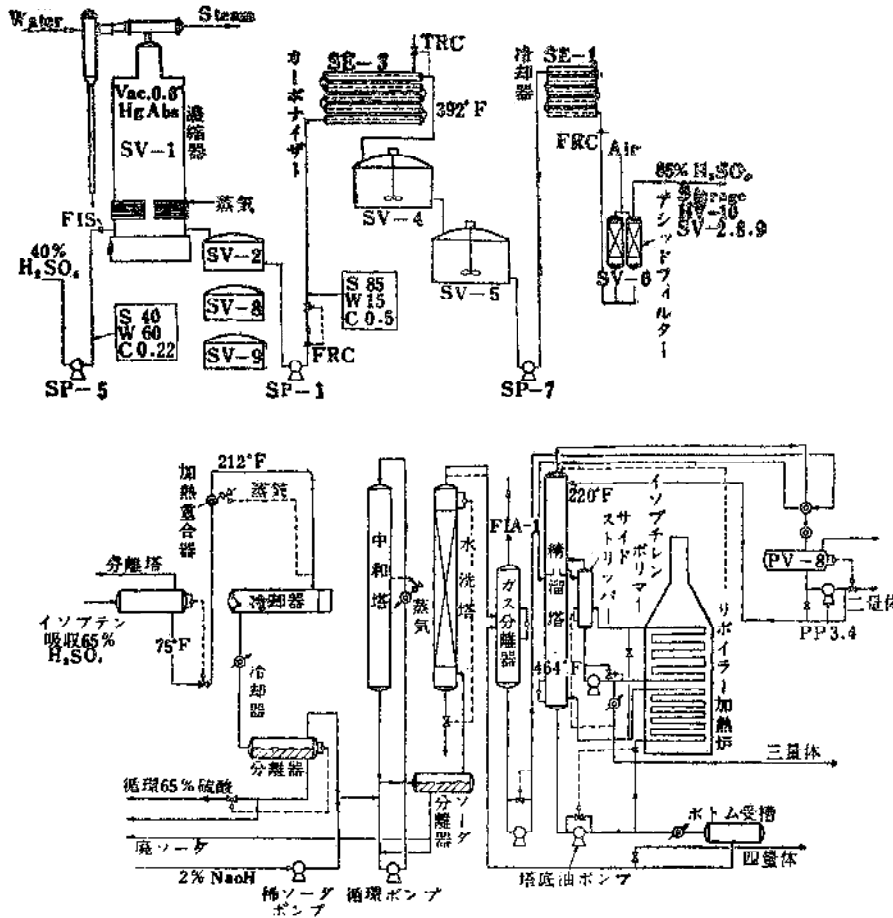 Water
Steam
Vac. 0.6"
Hg Abs
SV-1
濃縮器
蒸気
FIS
40%
H₂SO₄
S 40
W 60
C 0.22
SP-5
SV-2
SV-8
SV-9
カーボナイザー
SE-3
TRC
392°F
SV-4
SV-5
S 85
W 15
C 0.5
FRC
SP-1
冷却器
SE-1
FRC
Air
85% H₂SO₄
Storage
SV-2.8.9
SV-6
アシッドフィルター
SP-7
212°F
加熱重合器
蒸気
分離塔
イソブテン
吸収65%
H₂SO₄
75°F
冷却器
冷却器
分離器
循環65%硫酸
廃ソーダ
2% NaOH
稀ソーダ
ポンプ
循環ポンプ
中和塔
蒸気
水洗塔
ソーダ
分離器
FIA-1
ガス分離器
220°F
精溜塔
サイド
ストリッパ
464°F
イソブチレン
ポリマー
リボイラー加熱炉
PV-8
二量体
PP 3.4
三量体
ボトム受槽
四量体
塔底油ポンプ